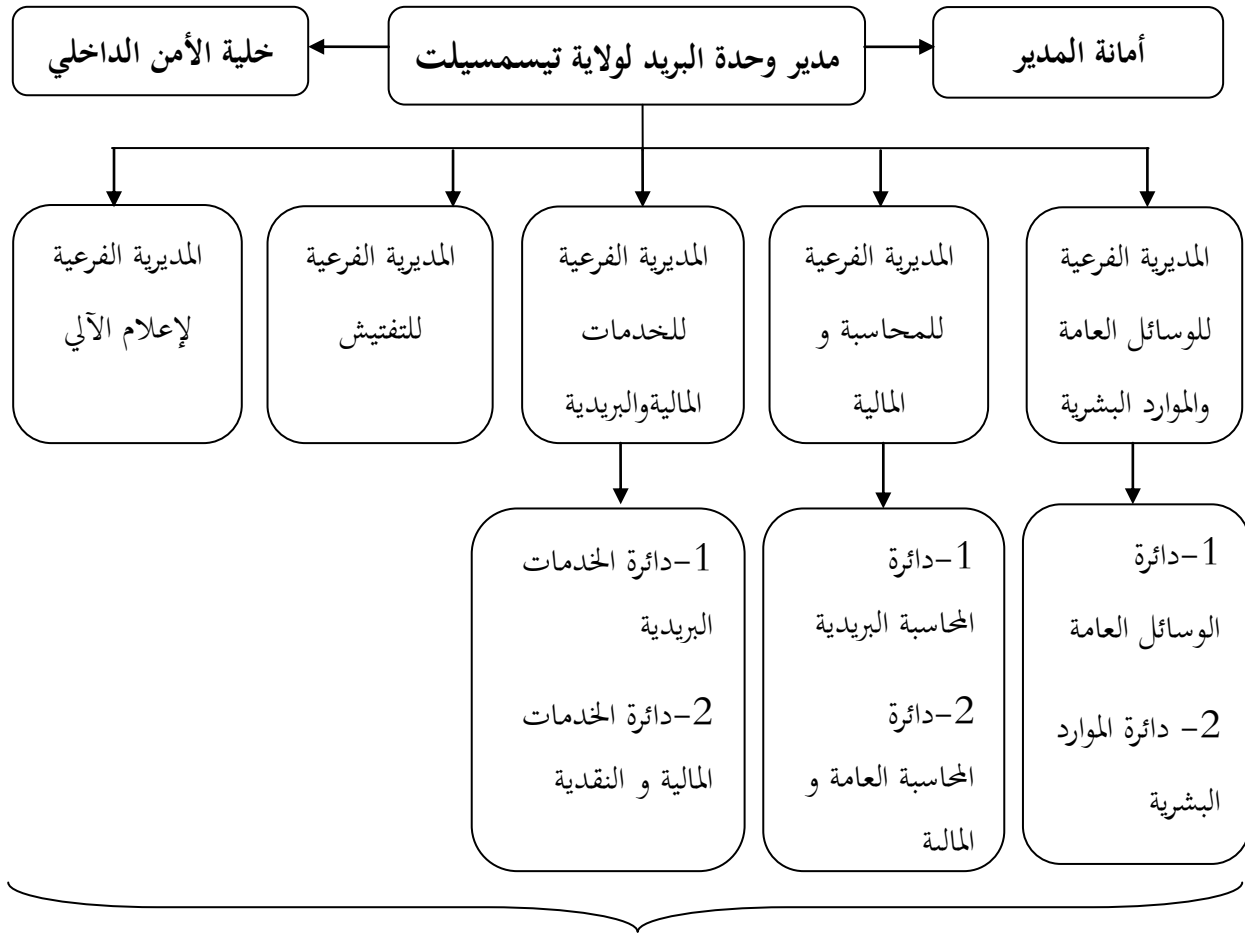 أمانة المدير
مدير وحدة البريد لولاية تيسمسيلت
خلية الأمن الداخلي
المديرية الفرعية
للوسائل العامة
والموارد البشرية
المديرية الفرعية
للمحاسبة و
المالية
المديرية الفرعية
للخدمات
الماليةوالبريدية
المديرية الفرعية
للتفتيش
المديرية الفرعية
لإعلام الآلي
1-دائرة
الوسائل العامة
2- دائرة الموارد
البشرية
1-دائرة
المحاسبة البريدية
2-دائرة
المحاسبة العامة و
المالية
1-دائرة الخدمات
البريدية
2-دائرة الخدمات
المالية و النقدية